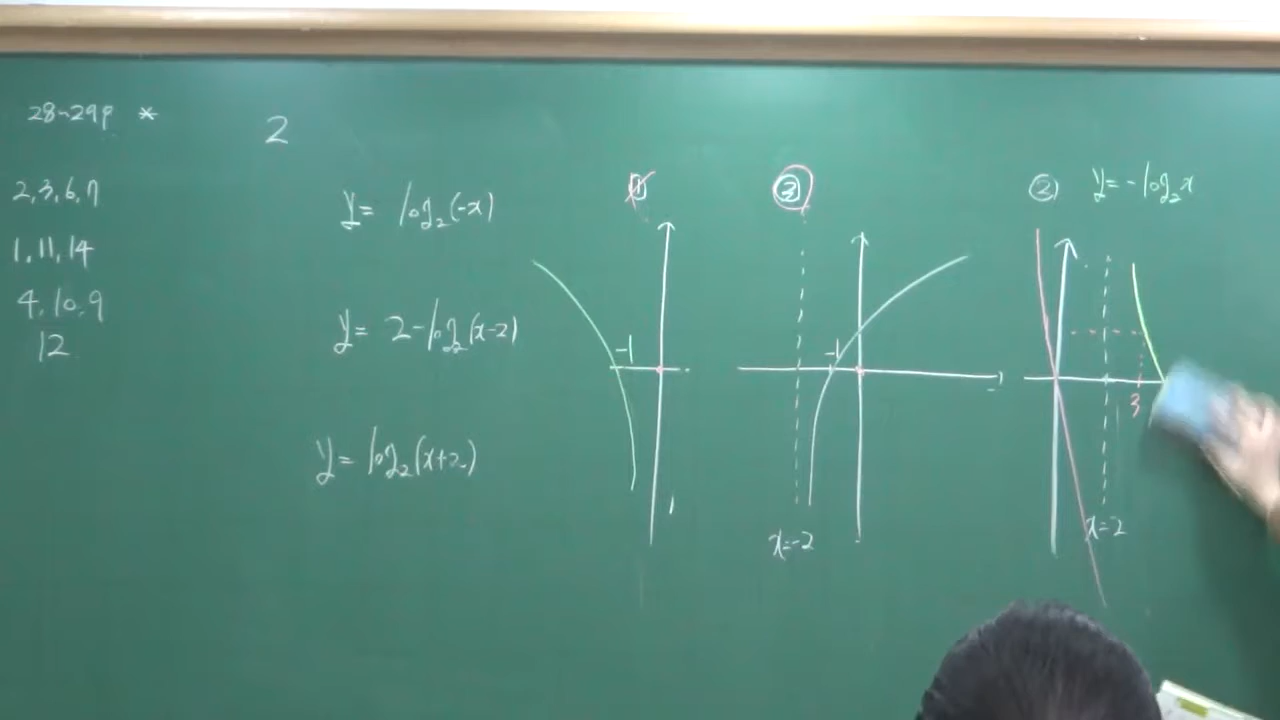 28~29p *
2,3,6,7
1,11,14
4,10,9
12
2
y= log₂(-x)
y= 2-log₂(x-2)
y= log₂(x+2)
①
-1
③
-1
x=-2
② y=-log₂x
3
x=2